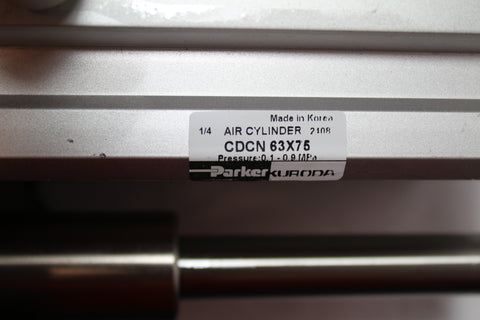 Made in Korea
1/4 AIR CYLINDER 2108
CDCN 63X75
Pressure:0.1 - 0.9 MPa
Parker KURODA